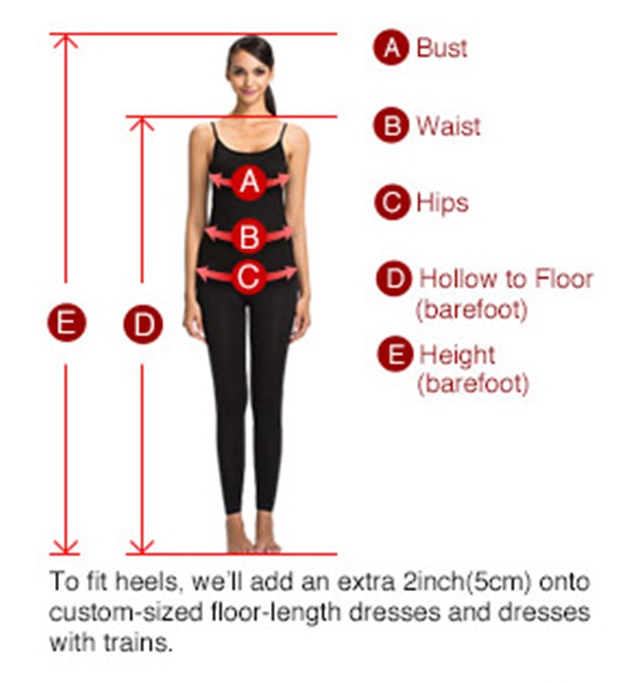 A Bust
B Waist
C Hips
D Hollow to Floor
(barefoot)
E Height
(barefoot)
A
B
C
E
D
To fit heels, we'll add an extra 2inch(5cm) onto
custom-sized floor-length dresses and dresses
with trains.